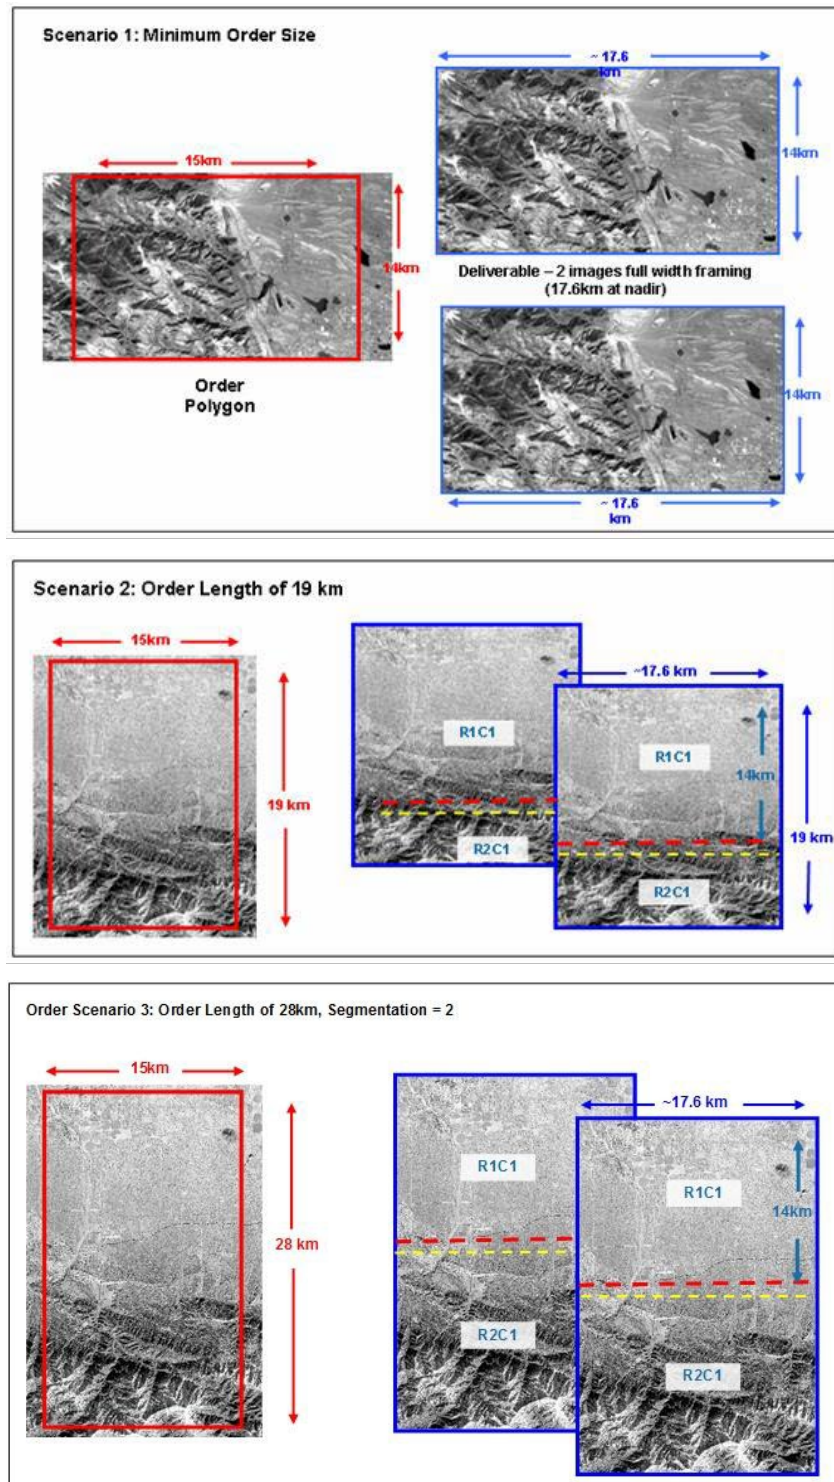 Scenario 1: Minimum Order Size
~ 17.6
km
15km
14km
14km
Order
Polygon
Deliverable – 2 images full width framing
(17.6km at nadir)
14km
~ 17.6
km
Scenario 2: Order Length of 19 km
15km
19 km
~17.6 km
R1C1
R2C1
R1C1
14km
19 km
R2C1
Order Scenario 3: Order Length of 28km, Segmentation = 2
15km
28 km
~17.6 km
R1C1
R2C1
R1C1
14km
R2C1